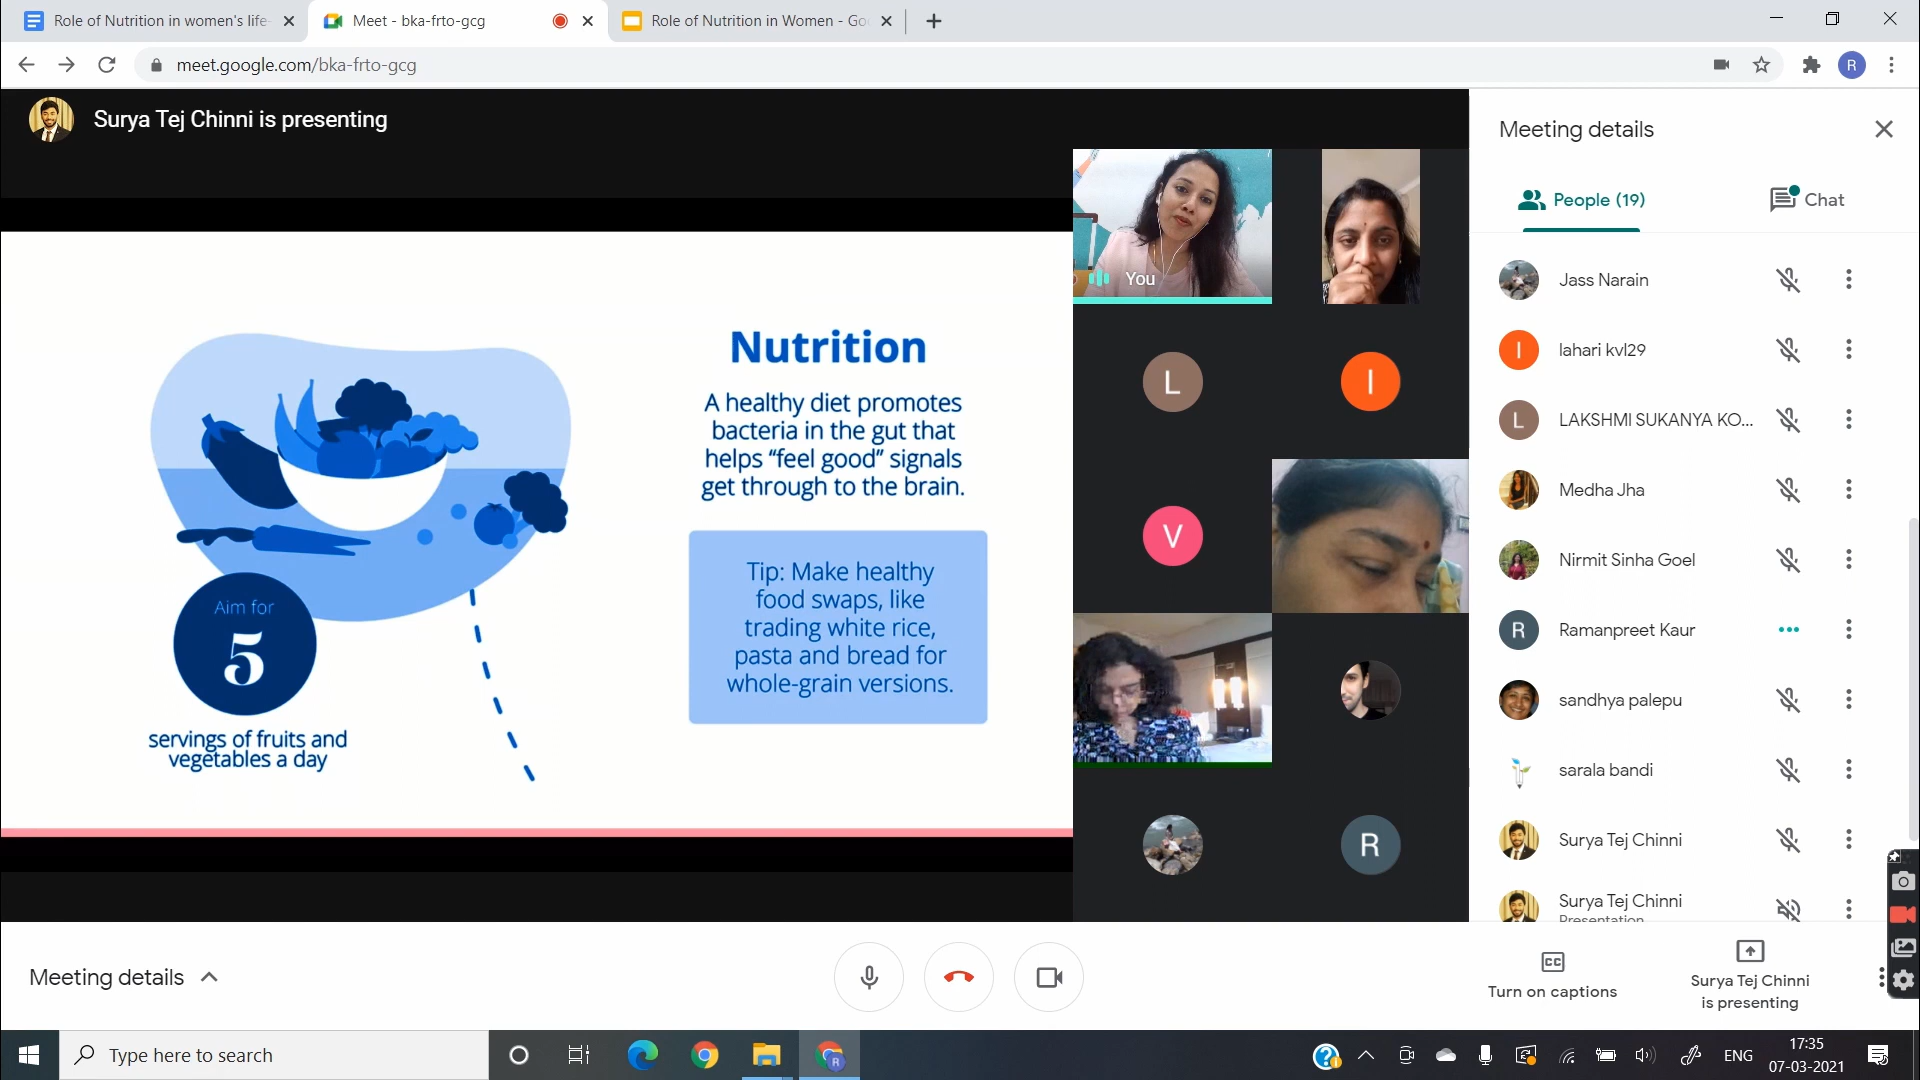 Role of Nutrition in women's life-
Meet - bka-frto-gcg
Role of Nutrition in Women - Goo
meet.google.com/bka-frto-gcg
R
Surya Tej Chinni is presenting
Nutrition
A healthy diet promotes
bacteria in the gut that
helps “feel good” signals
get through to the brain.
Tip: Make healthy
food swaps, like
trading white rice,
pasta and bread for
whole-grain versions.
Aim for
5
servings of fruits and
vegetables a day
You
L
l
V
R
Meeting details
People (19)
Chat
Jass Narain
l
lahari kvl29
L
LAKSHMI SUKANYA KO...
Medha Jha
Nirmit Sinha Goel
R
Ramanpreet Kaur
sandhya palepu
sarala bandi
Surya Tej Chinni
Surya Tej Chinni
Presentation
Meeting details
CC
Turn on captions
Surya Tej Chinni
is presenting
Type here to search
R
ENG
17:35
07-03-2021